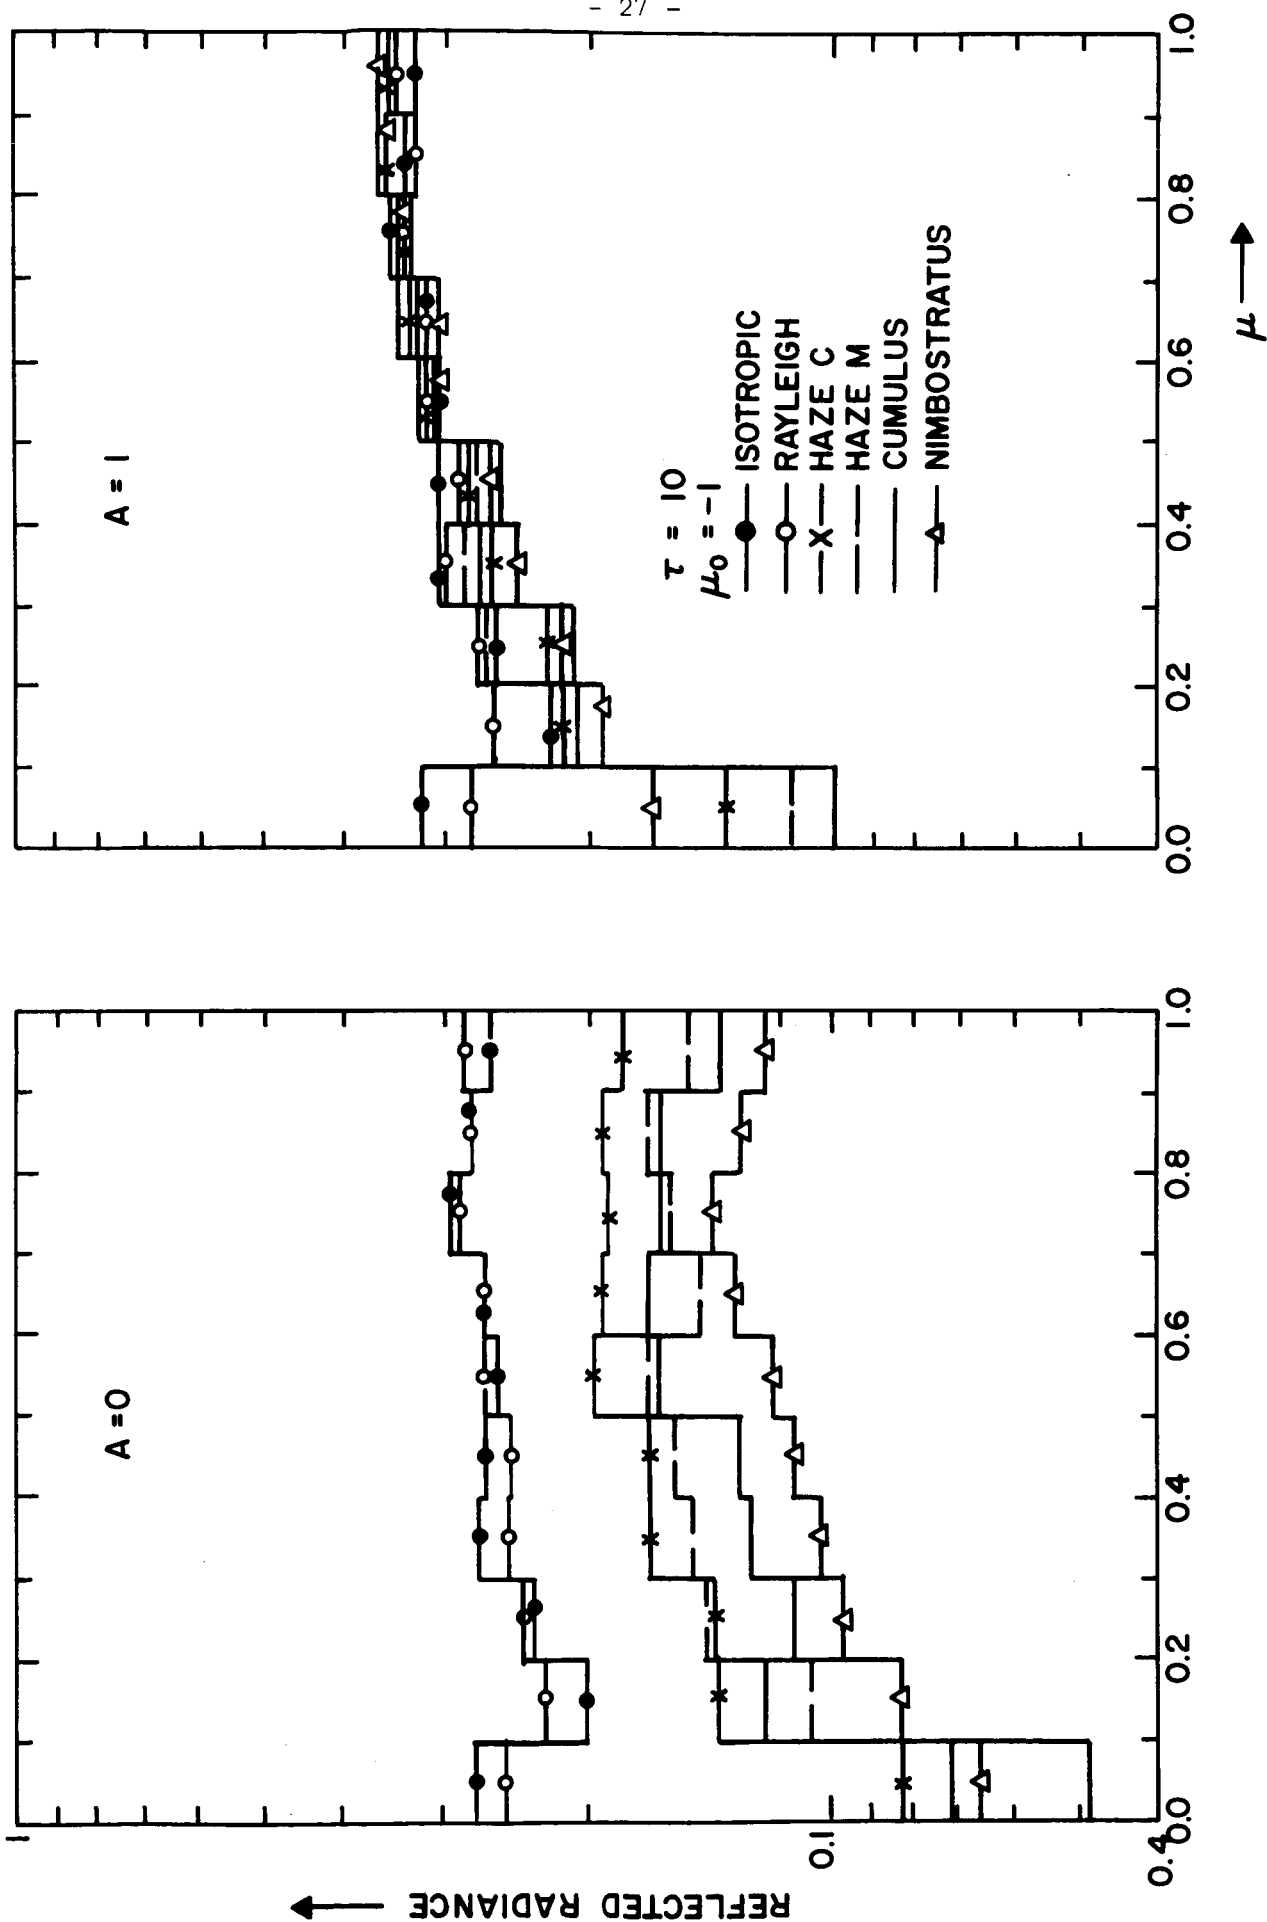 - 27 -
A = 0
A = 1
REFLECTED RADIANCE
1
0.1
0.4
0.0
0.2
0.4
0.6
0.8
1.0
0.0
0.2
0.4
0.6
0.8
1.0
μ
τ = 10
μ₀ = -1
ISOTROPIC
RAYLEIGH
HAZE C
HAZE M
CUMULUS
NIMBOSTRATUS